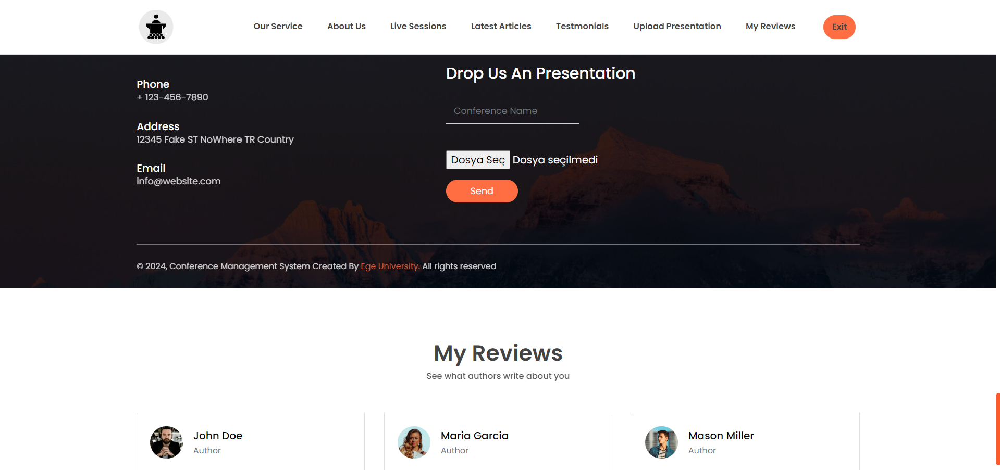 Our Service About Us Live Sessions Latest Articles Testmonials Upload Presentation My Reviews Exit
Phone
+ 123-456-7890
Address
12345 Fake ST NoWhere TR Country
Email
info@website.com
Drop Us An Presentation
Conference Name
Dosya Seç Dosya seçilmedi
Send
© 2024, Conference Management System Created By Ege University. All rights reserved
My Reviews
See what authors write about you
John Doe
Author
Maria Garcia
Author
Mason Miller
Author